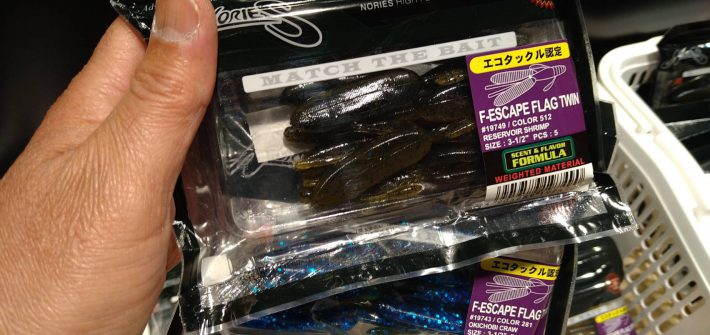 NORIES
MATCH THE BAIT
エコタックル認定
F-ESCAPE FLAG TWIN
#19749 / COLOR 512
RESERVOIR SHRIMP
SIZE : 3-1/2" PCS : 5
SCENT & FLAVOR
FORMULA
WEIGHTED MATERIAL
エコタックル認定
F-ESCAPE FLAG
#19743 / COLOR 281
OKICHOBI CRAW